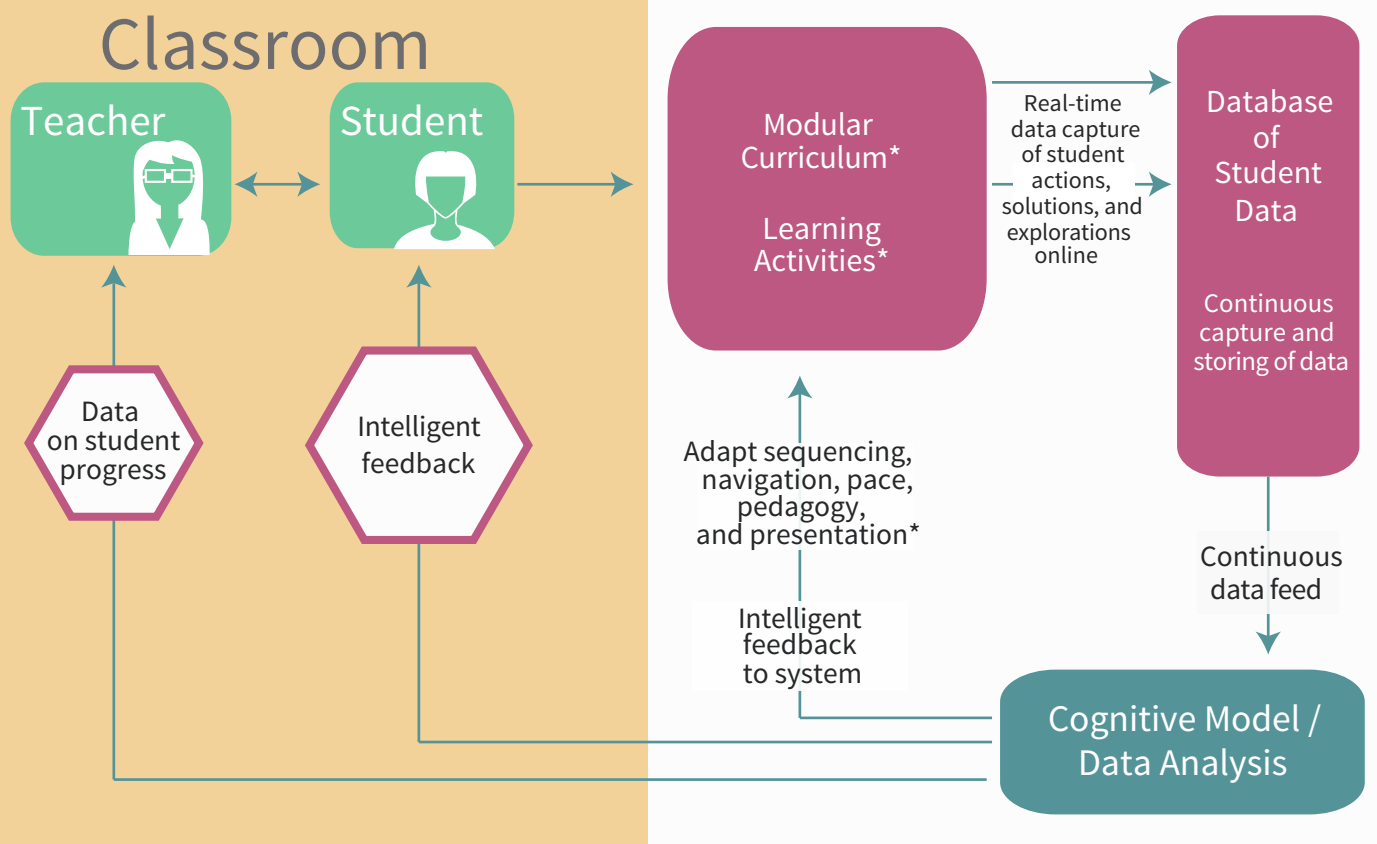 Classroom
Teacher
Student
Modular
Curriculum*
Learning
Activities*
Real-time
data capture
of student
actions,
solutions, and
explorations
online
Database
of
Student
Data
Continuous
capture and
storing of data
Data
on student
progress
Intelligent
feedback
Adapt sequencing,
navigation, pace,
pedagogy,
and presentation*
Intelligent
feedback
to system
Continuous
data feed
Cognitive Model /
Data Analysis